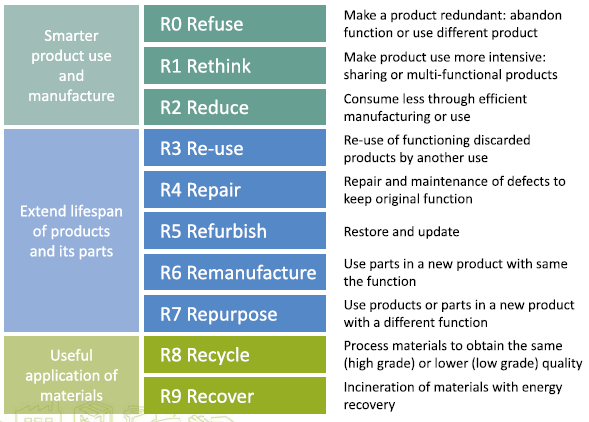 Smarter
product use
and
manufacture
R0 Refuse
Make a product redundant: abandon
function or use different product
R1 Rethink
Make product use more intensive:
sharing or multi-functional products
R2 Reduce
Consume less through efficient
manufacturing or use
Extend lifespan
of products
and its parts
R3 Re-use
Re-use of functioning discarded
products by another use
R4 Repair
Repair and maintenance of defects to
keep original function
R5 Refurbish
Restore and update
R6 Remanufacture
Use parts in a new product with same
the function
R7 Repurpose
Use products or parts in a new product
with a different function
Useful
application of
materials
R8 Recycle
Process materials to obtain the same
(high grade) or lower (low grade) quality
R9 Recover
Incineration of materials with energy
recovery